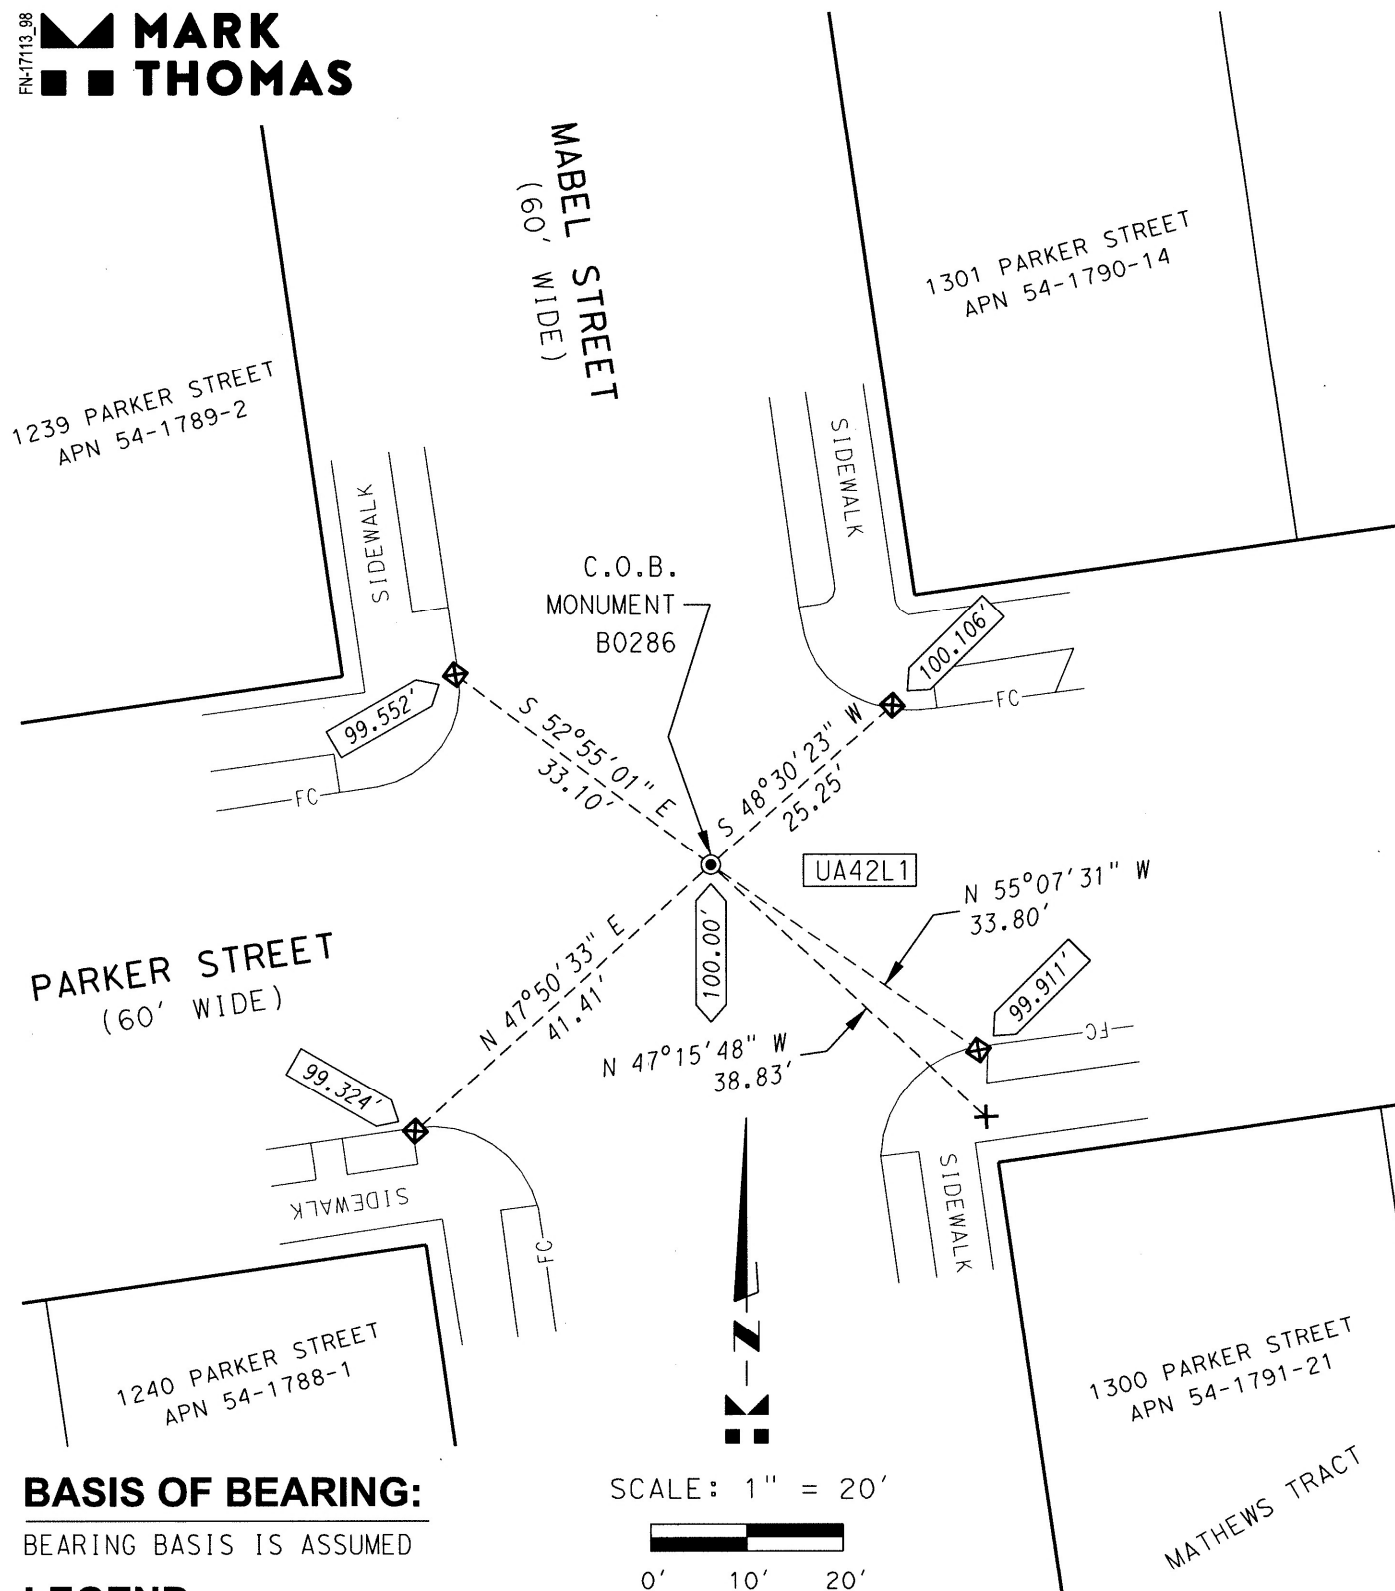 FN-17113_98
MARK
THOMAS
MABEL STREET
(60' WIDE)
1301 PARKER STREET
APN 54-1790-14
1239 PARKER STREET
APN 54-1789-2
SIDEWALK
SIDEWALK
C.O.B.
MONUMENT
B0286
100.106'
99.552'
FC
FC
S 52°55'01" E
33.10'
S 48°30'23" W
25.25'
UA42L1
N 55°07'31" W
33.80'
PARKER STREET
(60' WIDE)
100.00'
N 47°50'33" E
41.41'
99.911'
FC
N 47°15'48" W
38.83'
99.324'
SIDEWALK
SIDEWALK
FC
N
1240 PARKER STREET
APN 54-1788-1
1300 PARKER STREET
APN 54-1791-21
MATHEWS TRACT
BASIS OF BEARING:
BEARING BASIS IS ASSUMED
SCALE: 1" = 20'
0' 10' 20'